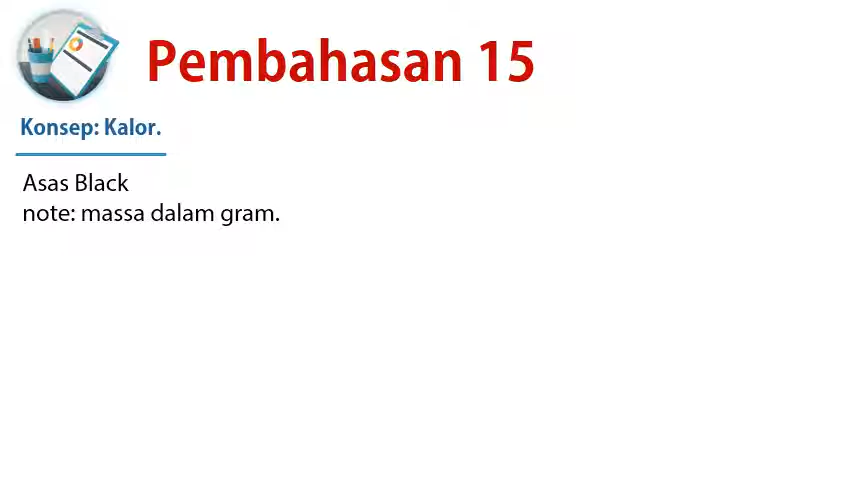 Pembahasan 15
Konsep: Kalor.
Asas Black
note: massa dalam gram.